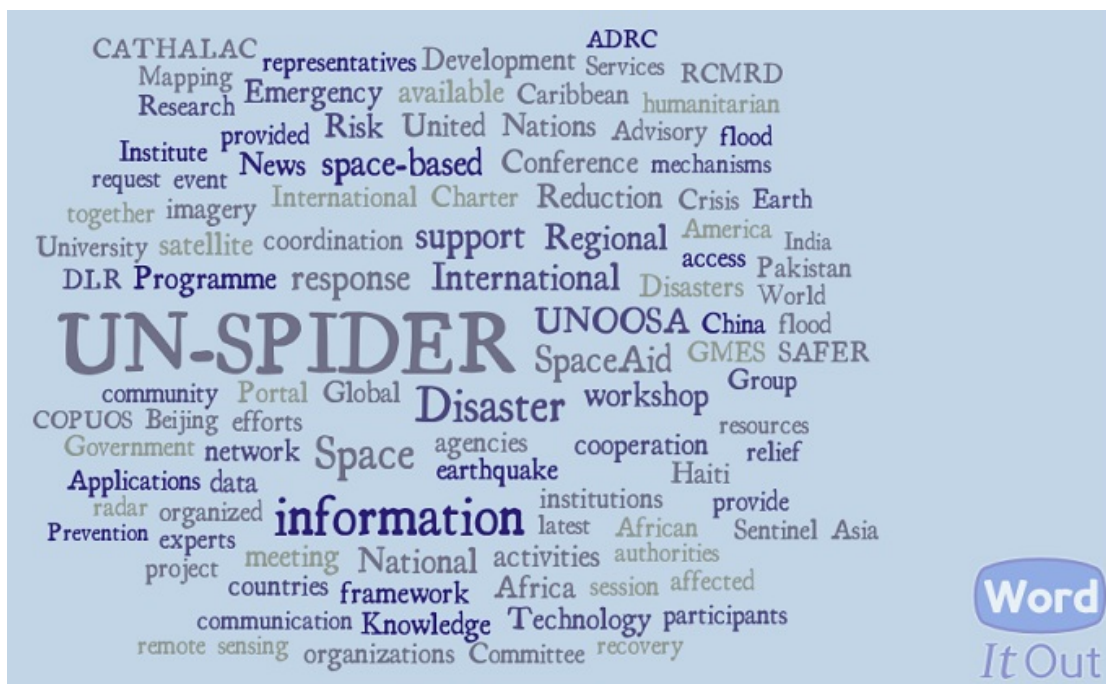 CATHALAC representatives Development ADRC
Mapping Services RCMRD
Research Emergency available Caribbean humanitarian
provided Risk United Nations Advisory flood
Institute News space-based Conference mechanisms
request event
together imagery International Charter Reduction Crisis Earth
University satellite coordination support Regional America India
DLR Programme response International access Pakistan
Disasters World
UN-SPIDER UNOOSA China flood
SpaceAid GMES SAFER
community Portal Global Disaster workshop Group
COPUOS Beijing efforts resources
Government network Space agencies cooperation relief
Applications data earthquake Haiti
radar organized information institutions provide
Prevention experts latest African Sentinel Asia
project meeting National activities authorities
countries framework Africa session affected
communication Knowledge Technology participants
remote sensing organizations Committee recovery
Word
It Out